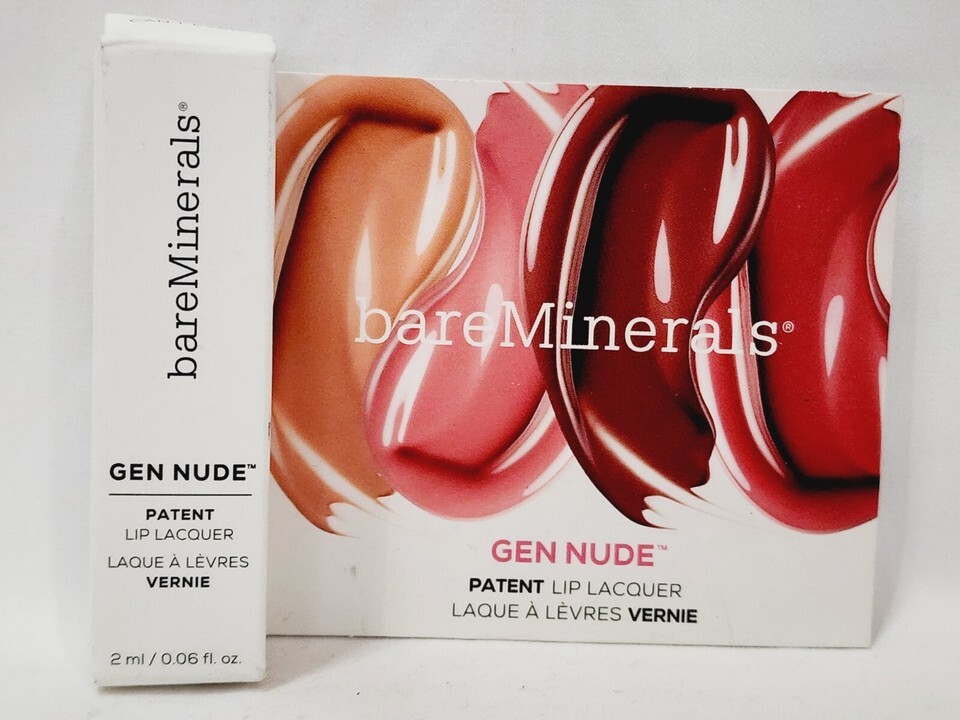 bareMinerals®
GEN NUDE™
PATENT
LIP LACQUER
LAQUE À LÈVRES
VERNIE
2 ml / 0.06 fl. oz.
bareMinerals®
GEN NUDE™
PATENT LIP LACQUER
LAQUE À LÈVRES VERNIE